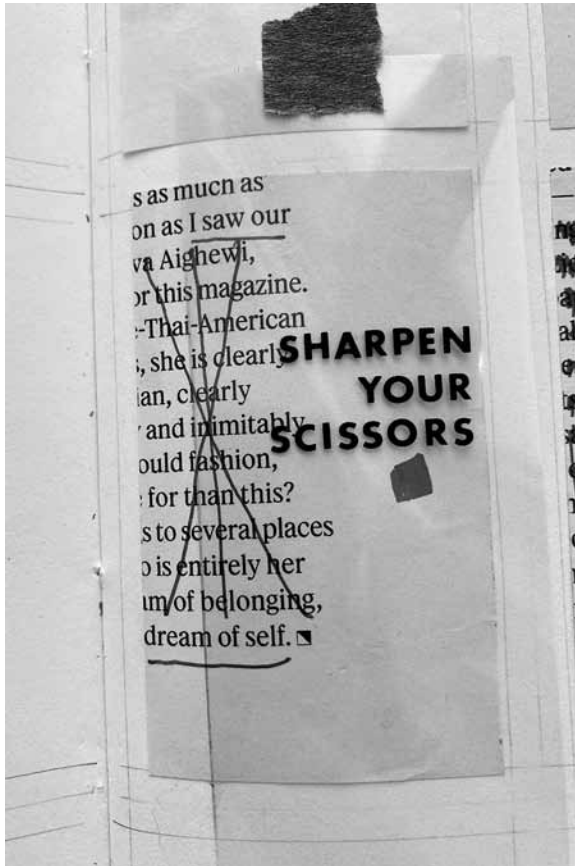 s as much as
on as I saw our
va Aighewi,
or this magazine.
-Thai-American
s, she is clearly
ian, clearly
and inimitably
ould fashion,
for than this?
s to several places
o is entirely her
am of belonging,
dream of self.
SHARPEN
YOUR
SCISSORS